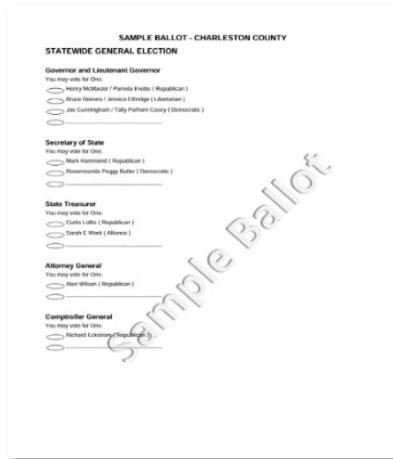 SAMPLE BALLOT - CHARLESTON COUNTY
STATEWIDE GENERAL ELECTION
Governor and Lieutenant Governor
You may vote for One.
Henry McMaster / Pamela Evette ( Republican )
Bruce Reeves / Jessica Ethridge ( Libertarian )
Joe Cunningham / Tally Parham Casey ( Democratic )
Secretary of State
You may vote for One.
Mark Hammond ( Republican )
Rosemounda Peggy Butler ( Democratic )
State Treasurer
You may vote for One.
Curtis Loftis ( Republican )
Sarah E Work ( Alliance )
Attorney General
You may vote for One.
Alan Wilson ( Republican )
Comptroller General
You may vote for One.
Richard Eckstrom ( Republican )
Sample Ballot